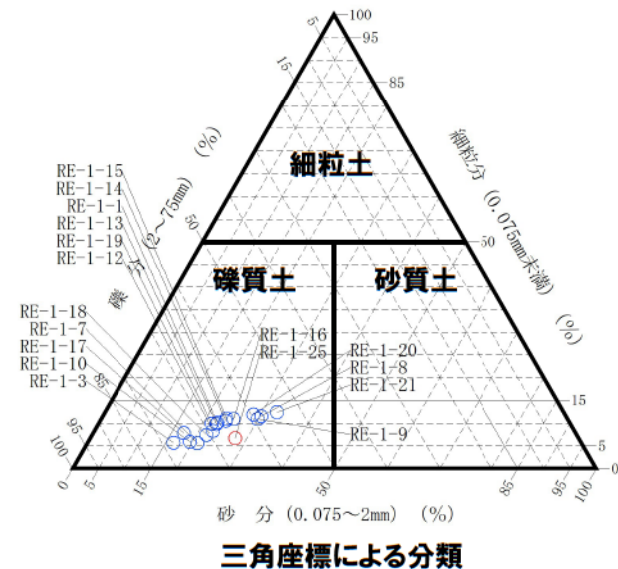 100
95
85
5
15
礫 分 (2～75mm) (%)
細粒分 (0.075mm未満) (%)
細粒土
50
50
礫質土
砂質土
RE-1-15
RE-1-14
RE-1-1
RE-1-13
RE-1-19
RE-1-12
RE-1-18
RE-1-7
RE-1-17
RE-1-10
RE-1-3
RE-1-16
RE-1-25
RE-1-20
RE-1-8
RE-1-21
RE-1-9
85
95
100
15
5
0
0
5
15
50
85
95
100
砂 分 (0.075～2mm) (%)
三角座標による分類